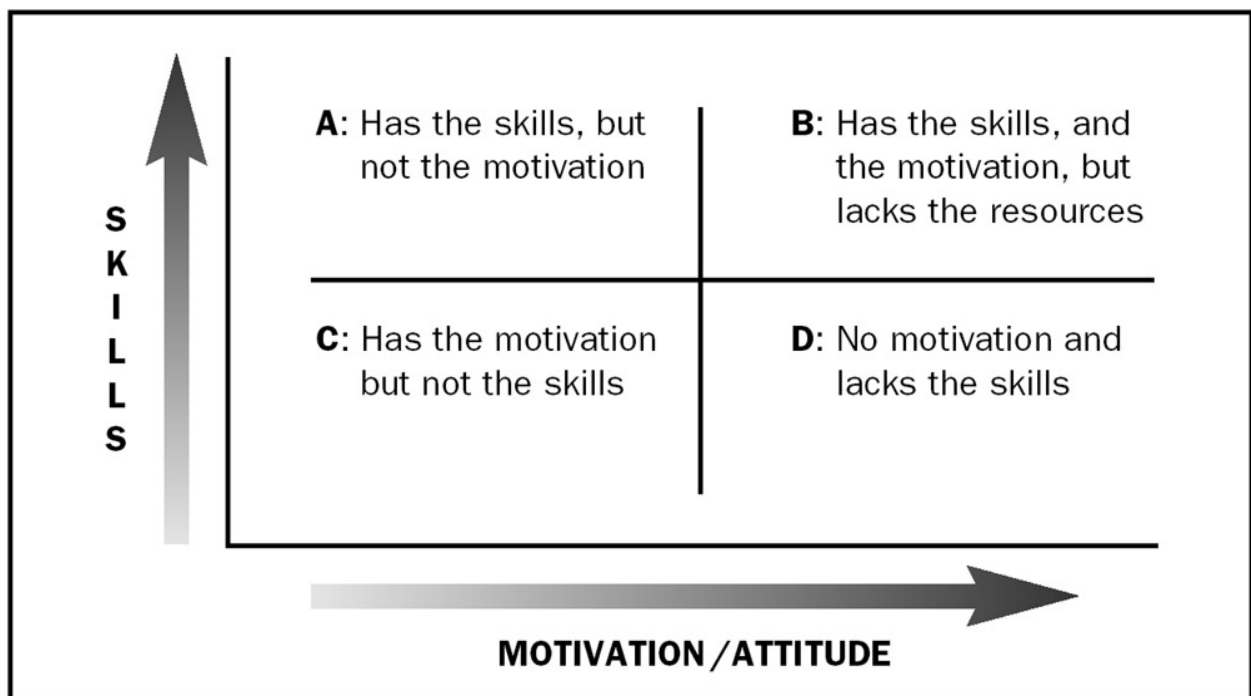 A: Has the skills, but
not the motivation
B: Has the skills, and
the motivation, but
lacks the resources
SKILLS
C: Has the motivation
but not the skills
D: No motivation and
lacks the skills
MOTIVATION/ATTITUDE